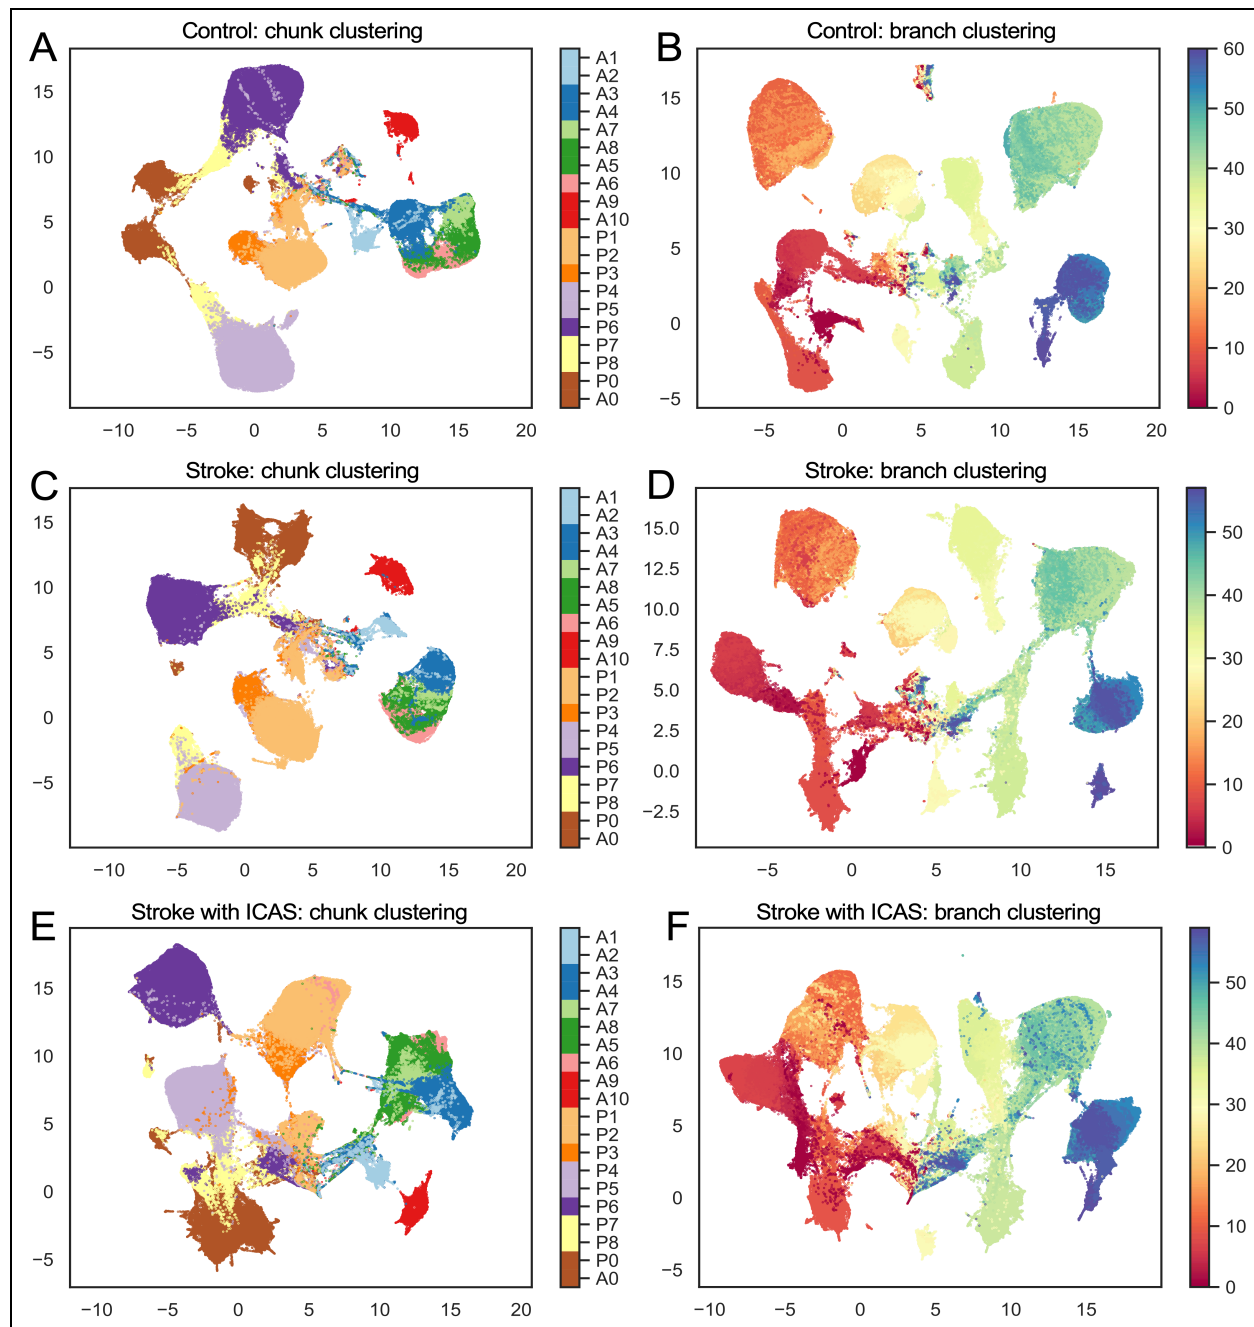 A
Control: chunk clustering
15
10
5
0
−5
−10
−5
0
5
10
15
20
A1
A2
A3
A4
A7
A8
A5
A6
A9
A10
P1
P2
P3
P4
P5
P6
P7
P8
P0
A0
B
Control: branch clustering
15
10
5
0
−5
−5
0
5
10
15
20
60
50
40
30
20
10
0
C
Stroke: chunk clustering
15
10
5
0
−5
−10
−5
0
5
10
15
20
A1
A2
A3
A4
A7
A8
A5
A6
A9
A10
P1
P2
P3
P4
P5
P6
P7
P8
P0
A0
D
Stroke: branch clustering
15.0
12.5
10.0
7.5
5.0
2.5
0.0
−2.5
−5
0
5
10
15
50
40
30
20
10
0
E
Stroke with ICAS: chunk clustering
15
10
5
0
−5
−10
−5
0
5
10
15
20
A1
A2
A3
A4
A7
A8
A5
A6
A9
A10
P1
P2
P3
P4
P5
P6
P7
P8
P0
A0
F
Stroke with ICAS: branch clustering
15
10
5
0
−5
−10
−5
0
5
10
15
50
40
30
20
10
0